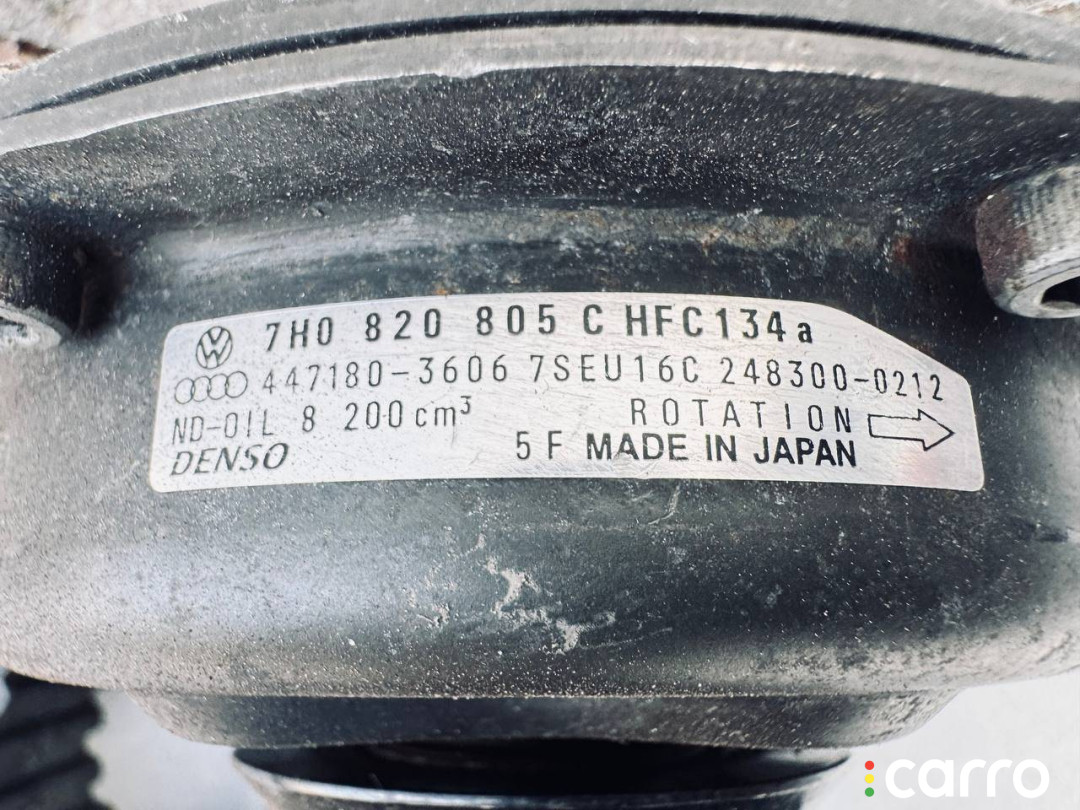 7H0 820 805 C HFC134a
447180-3606 7SEU16C 248300-0212
ND-OIL 8 200cm³ ROTATION
DENSO 5F MADE IN JAPAN
carro